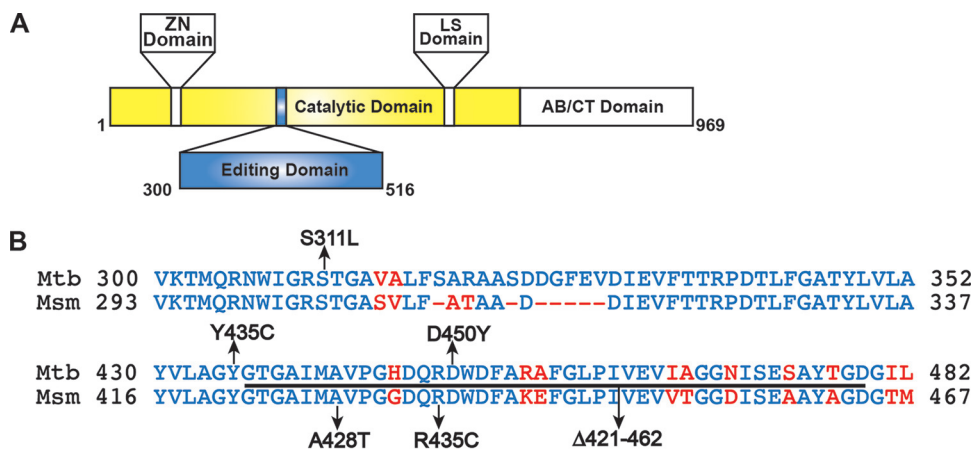 A
ZN
Domain
LS
Domain
Catalytic Domain
AB/CT Domain
1
969
Editing Domain
300
516
B
S311L
Mtb 300 VKTMQRNWIGRSTGAVALFSARAASDDGFEVDIEVFTTRPDTLFGATYLVLA 352
Msm 293 VKTMQRNWIGRSTGASVLF-ATAA-D-----DIEVFTTRPDTLFGATYLVLA 337
Y435C D450Y
Mtb 430 YVLAGYGTGAIMAVPGHDQRDWDFARAFGLPIVEVIAGGNISESAYTGDGIL 482
Msm 416 YVLAGYGTGAIMAVPGGDQRDWDFAKEFGLPIVEVVTGGDISEAAYAGDGTM 467
A428T R435C Δ421-462